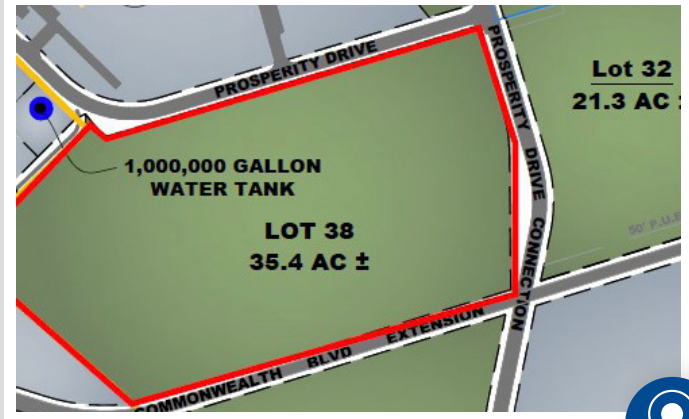 PROSPERITY DRIVE
PROSPERITY DRIVE CONNECTION
Lot 32
21.3 AC ±
1,000,000 GALLON
WATER TANK
LOT 38
35.4 AC ±
50' P.U.E
COMMONWEALTH BLVD EXTENSION